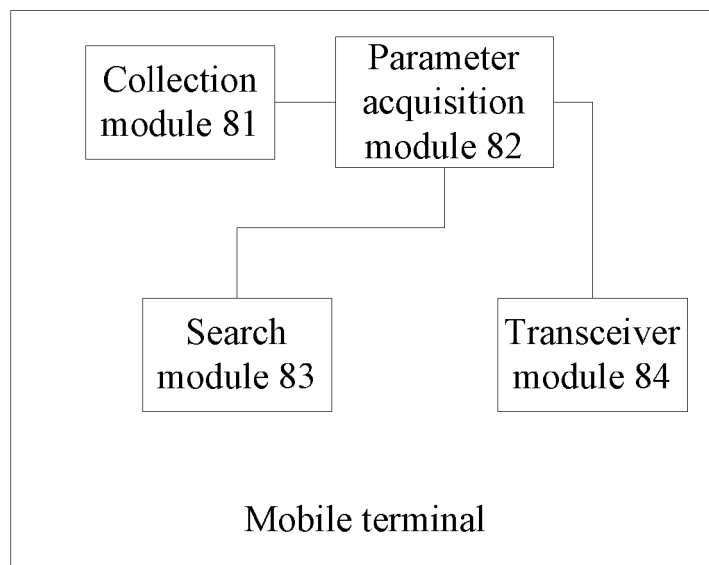 Collection
module 81
Parameter
acquisition
module 82
Search
module 83
Transceiver
module 84
Mobile terminal